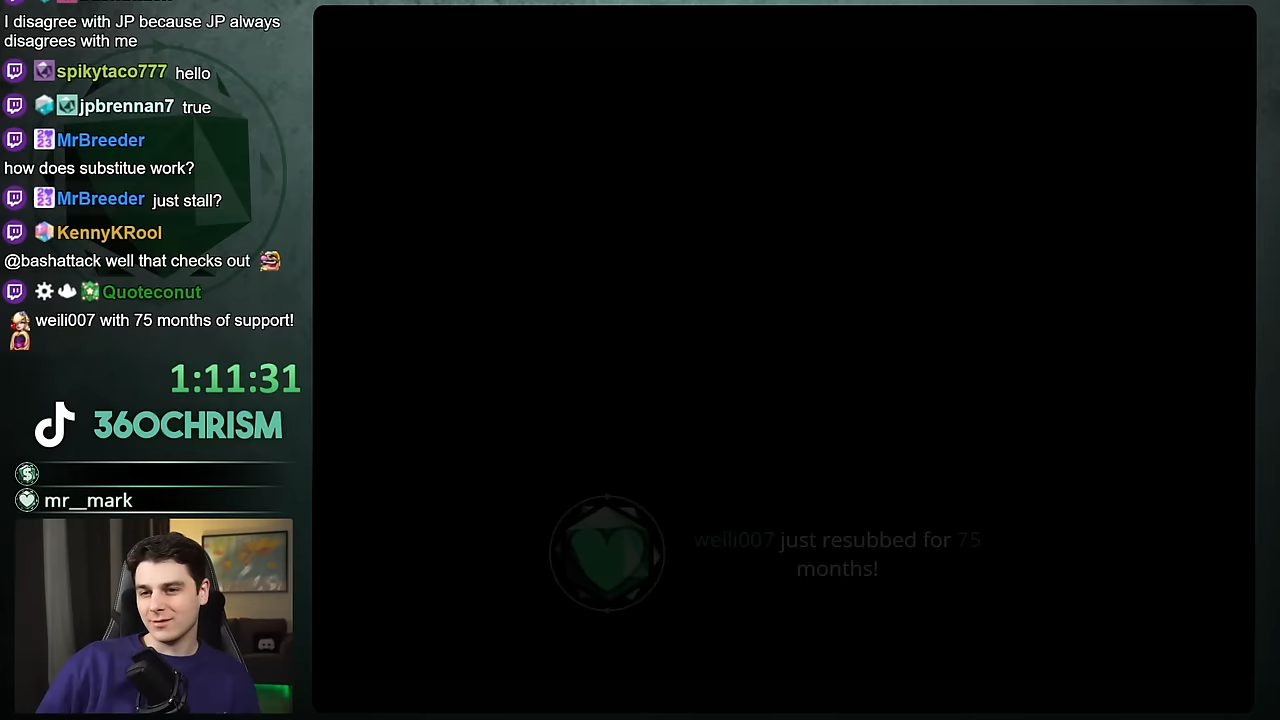 I disagree with JP because JP always
disagrees with me
spikytaco777 hello
jpbrennan7 true
MrBreeder
how does substitue work?
MrBreeder just stall?
KennyKRool
@bashattack well that checks out
Quoteconut
weili007 with 75 months of support!
1:11:31
360CHRISM
mr__mark
weili007 just resubbed for 75
months!